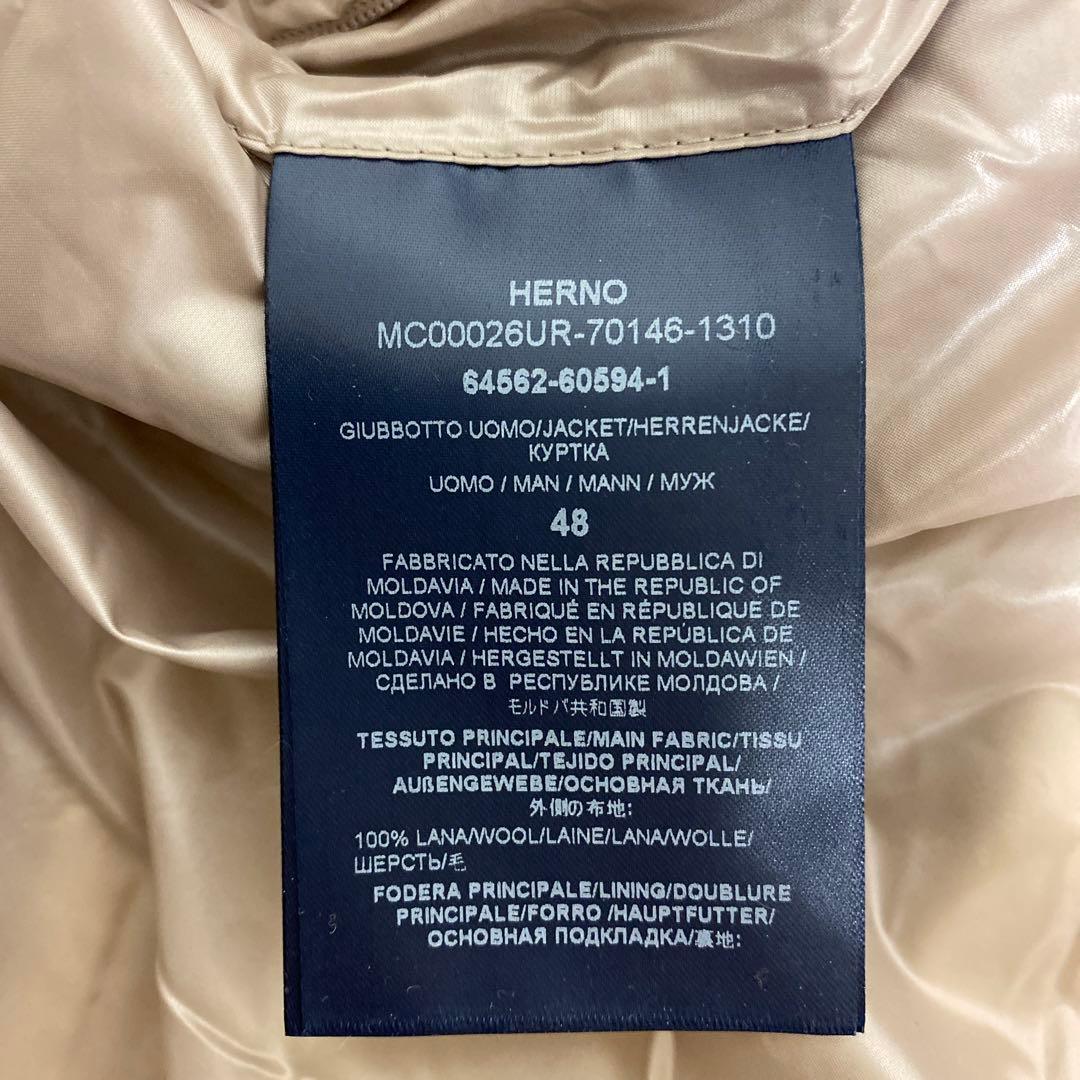 HERNO
MC00026UR-70146-1310
64562-60594-1
GIUBBOTTO UOMO/JACKET/HERRENJACKE/
КУРТКА
UOMO / MAN / MANN / МУЖ
48
FABBRICATO NELLA REPUBBLICA DI
MOLDAVIA / MADE IN THE REPUBLIC OF
MOLDOVA / FABRIQUÉ EN RÉPUBLIQUE DE
MOLDAVIE / HECHO EN LA REPÚBLICA DE
MOLDAVIA / HERGESTELLT IN MOLDAWIEN /
СДЕЛАНО В РЕСПУБЛИКЕ МОЛДОВА /
モルドバ共和国製
TESSUTO PRINCIPALE/MAIN FABRIC/TISSU
PRINCIPAL/TEJIDO PRINCIPAL/
AUßENGEWEBE/ОСНОВНАЯ ТКАНЬ/
外側の布地:
100% LANA/WOOL/LAINE/LANA/WOLLE/
ШЕРСТЬ/毛
FODERA PRINCIPALE/LINING/DOUBLURE
PRINCIPALE/FORRO /HAUPTFUTTER/
ОСНОВНАЯ ПОДКЛАДКА/裏地: